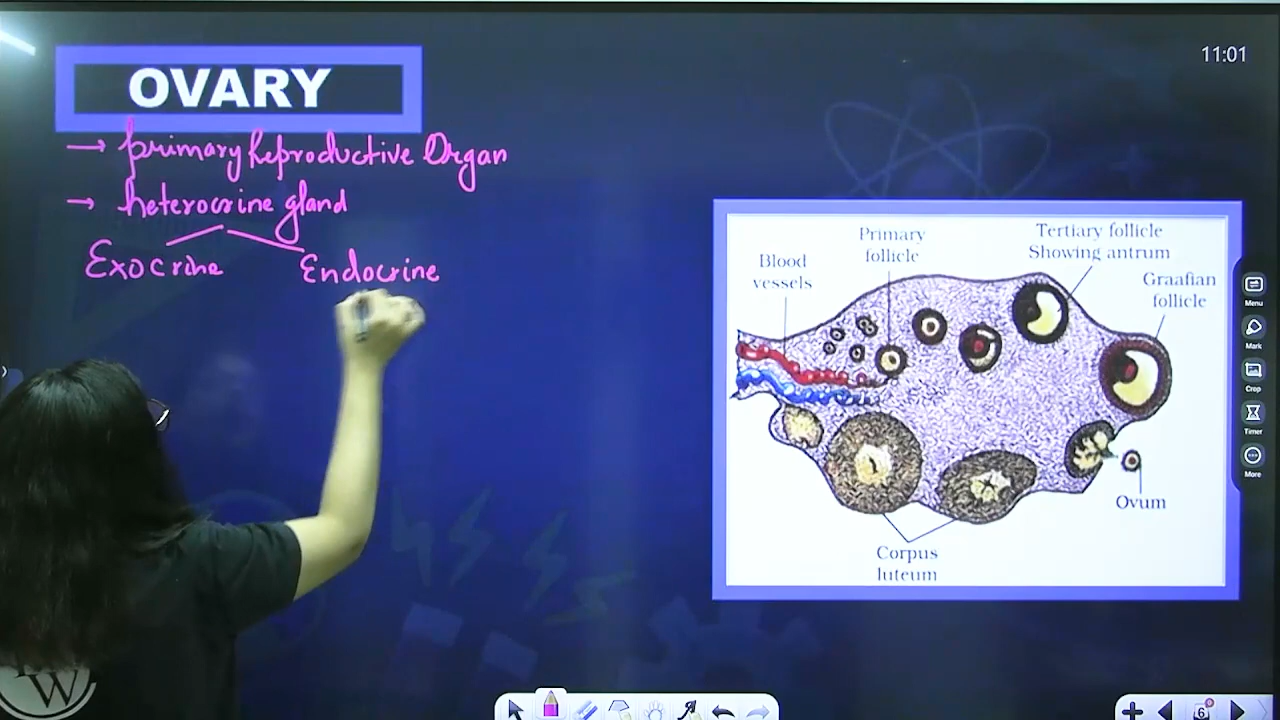 11:01
OVARY
→ primary Reproductive Organ
→ heterocrine gland
Exocrine Endocrine
Primary
follicle
Tertiary follicle
Showing antrum
Blood
vessels
Graafian
follicle
Ovum
Corpus
luteum
Menu
Mark
Crop
Timer
More
6
W